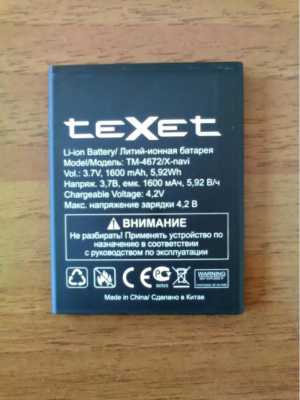 teXet
Li-ion Battery/ Литий-ионная батарея
Model/Модель: TM-4672/X-navi
Vol.: 3.7V, 1600 mAh, 5,92Wh
Напряж. 3,7В, емк. 1600 мАч, 5,92 В/ч
Chargeable Voltage: 4,2V
Макс. напряжение зарядки 4,2 В
ВНИМАНИЕ
Не разбирать! Применять устройство по
назначению в соответствии
с руководством по эксплуатации
WARNING
Made in China/ Сделано в Китае